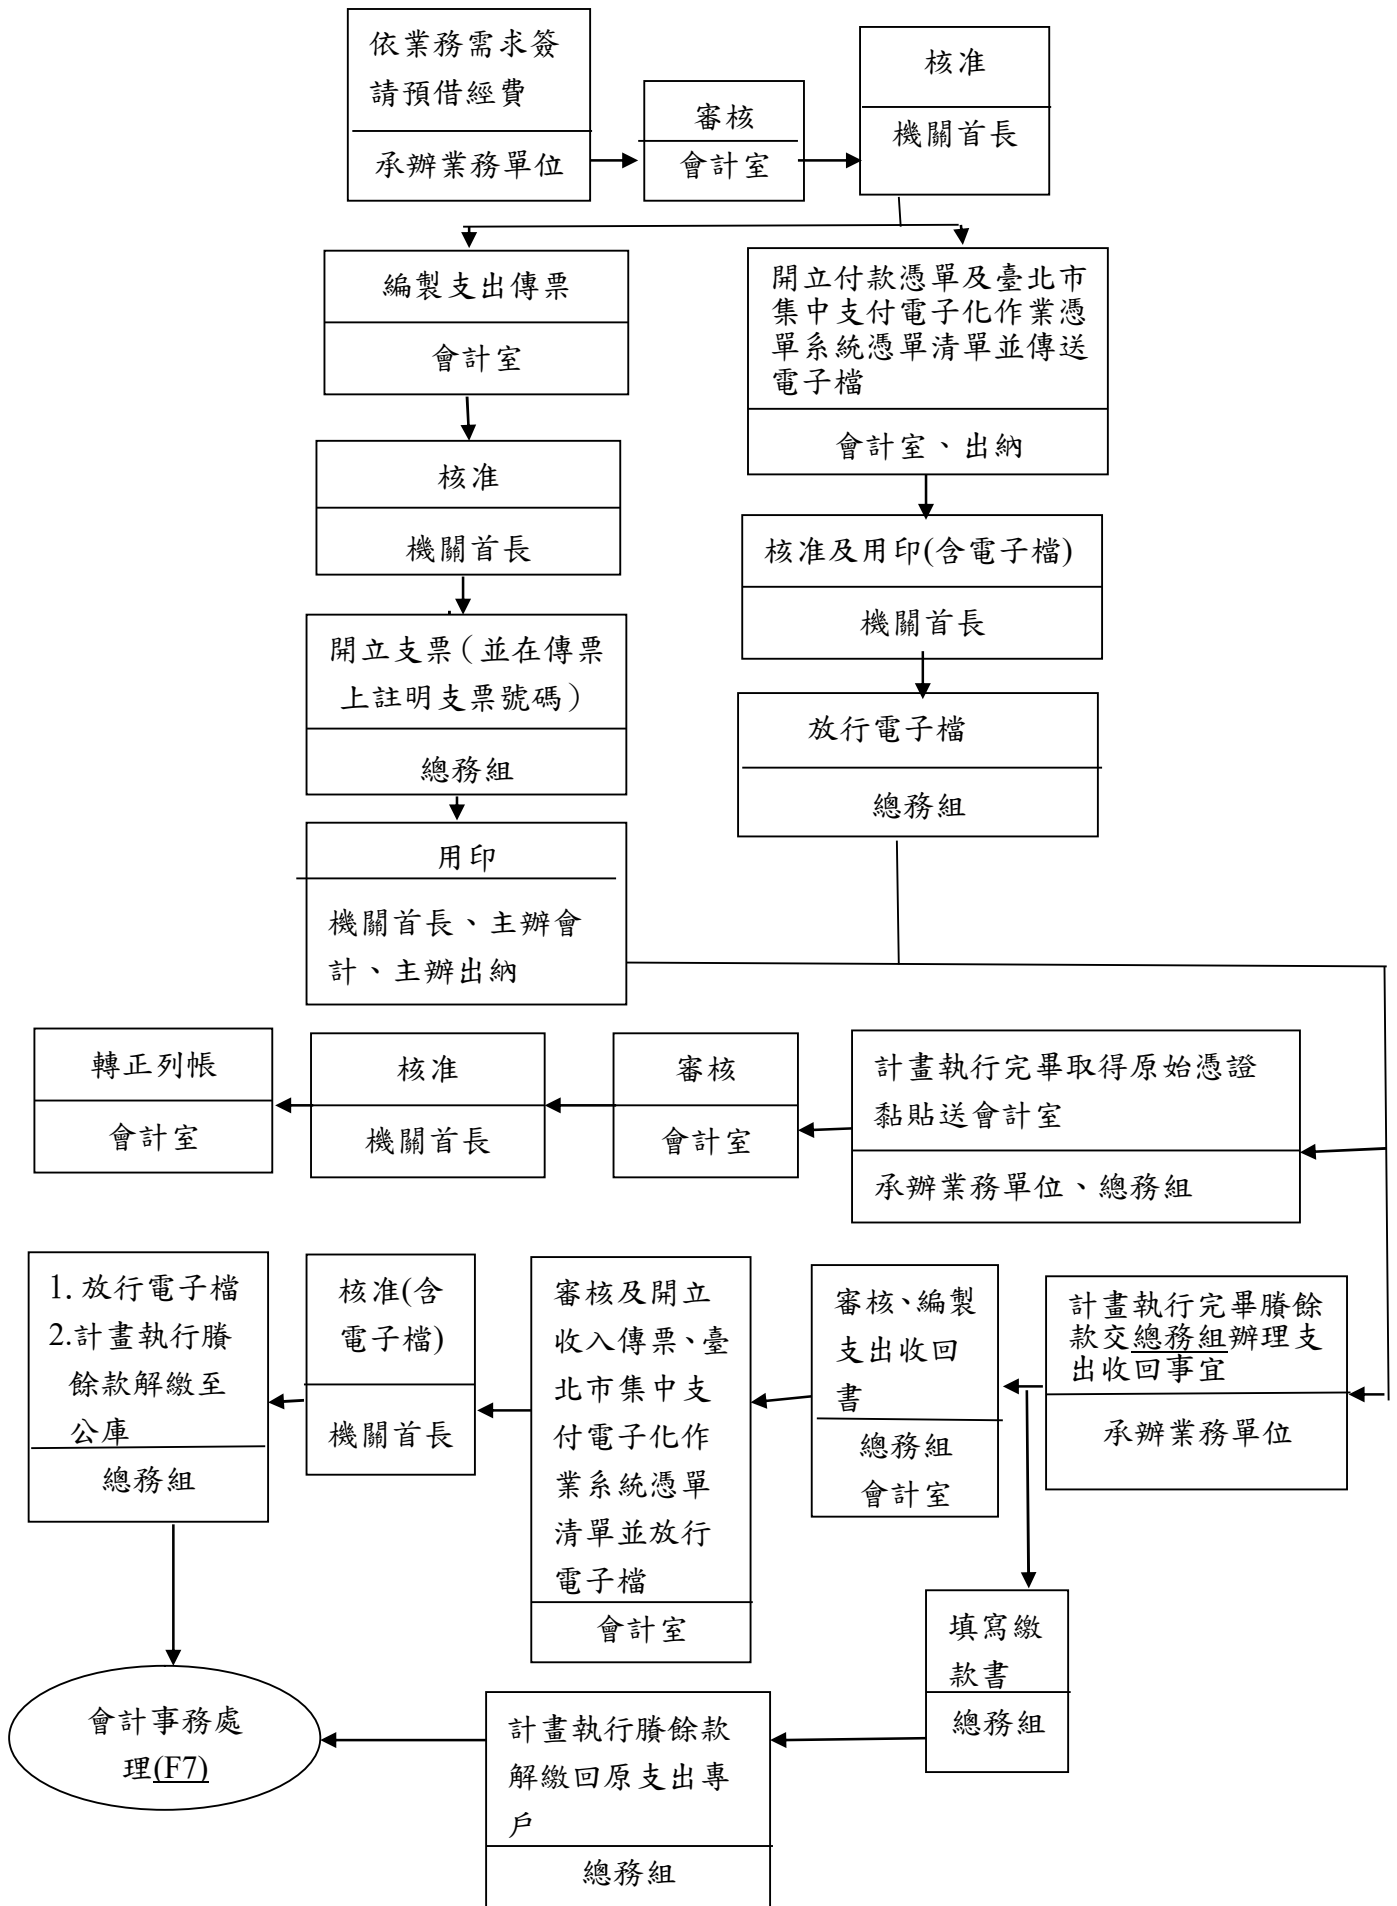 依業務需求簽
請預借經費
承辦業務單位
審核
會計室
核准
機關首長
編製支出傳票
會計室
開立付款憑單及臺北市
集中支付電子化作業憑
單系統憑單清單並傳送
電子檔
會計室、出納
核准
機關首長
核准及用印(含電子檔)
機關首長
開立支票（並在傳票
上註明支票號碼）
總務組
放行電子檔
總務組
用印
機關首長、主辦會
計、主辦出納
計畫執行完畢取得原始憑證
黏貼送會計室
承辦業務單位、總務組
審核
會計室
核准
機關首長
轉正列帳
會計室
計畫執行完畢賸餘
款交總務組辦理支
出收回事宜
承辦業務單位
審核、編製
支出收回
書
總務組
會計室
審核及開立
收入傳票、臺
北市集中支
付電子化作
業系統憑單
清單並放行
電子檔
會計室
核准(含
電子檔)
機關首長
1. 放行電子檔
2.計畫執行賸
餘款解繳至
公庫
總務組
填寫繳
款書
總務組
計畫執行賸餘款
解繳回原支出專
戶
總務組
會計事務處
理(F7)